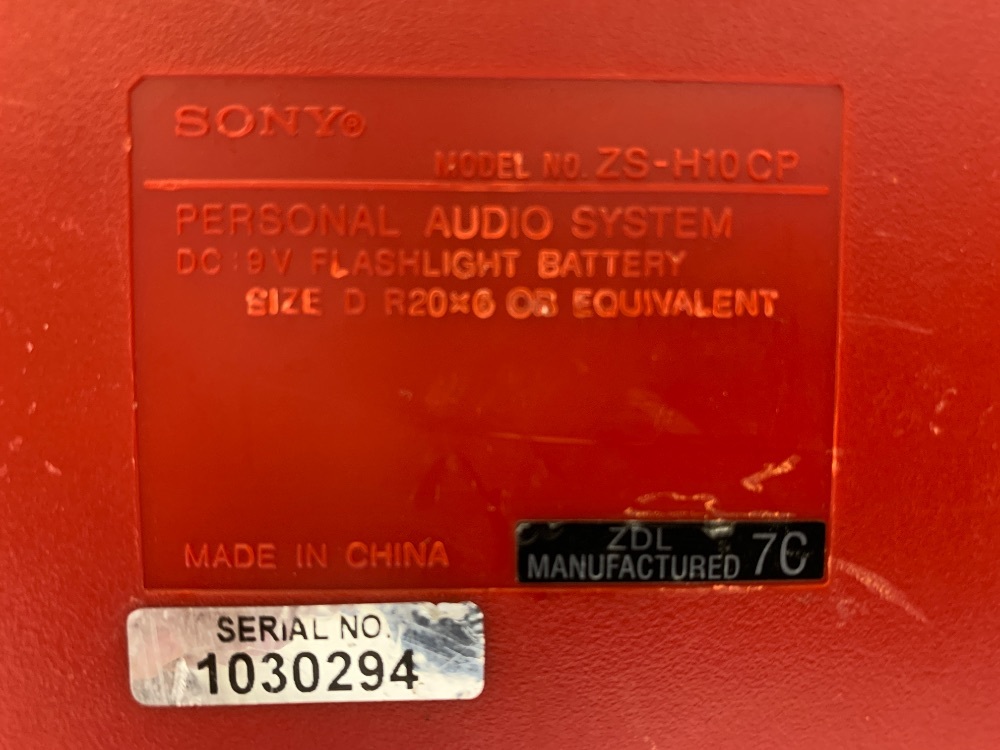 SONY®
MODEL NO. ZS-H10CP
PERSONAL AUDIO SYSTEM
DC : 9V FLASHLIGHT BATTERY
SIZE D R20×6 OR EQUIVALENT
MADE IN CHINA
ZDL
MANUFACTURED 7C
SERIAL NO.
1030294